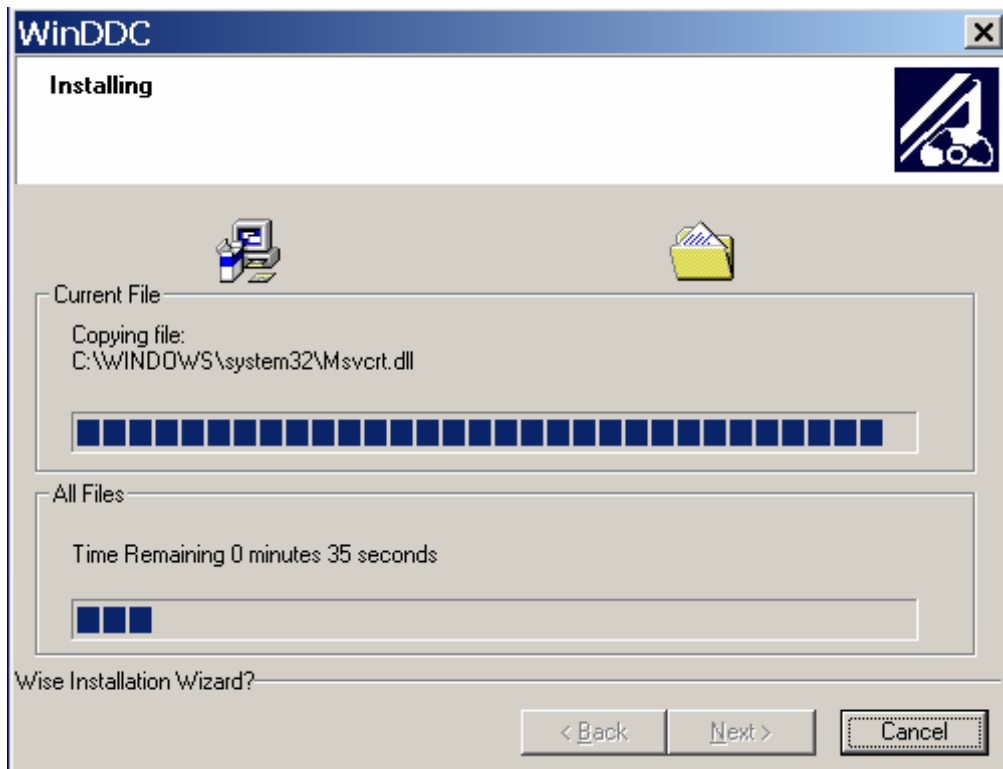 WinDDC
Installing
Current File
Copying file:
C:\WINDOWS\system32\Msvcrt.dll
All Files
Time Remaining 0 minutes 35 seconds
Wise Installation Wizard?
< Back
Next >
Cancel